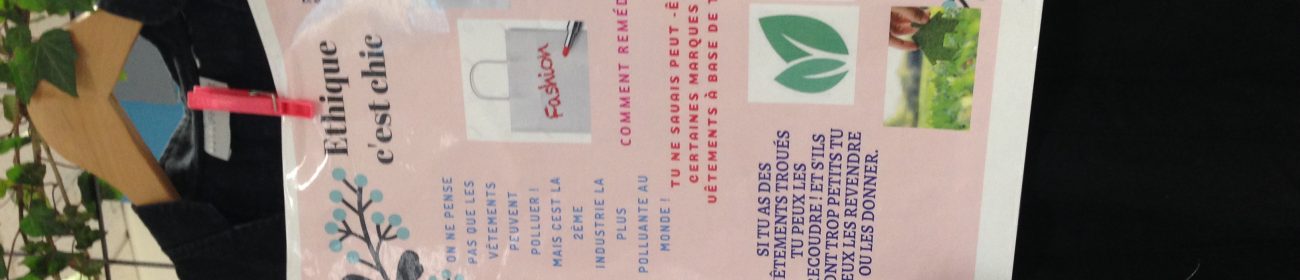 Ethique
c'est chic
ON NE PENSE
PAS QUE LES
VÊTEMENTS
PEUVENT
POLLUER !
MAIS C'EST LA
2ÈME
INDUSTRIE LA
PLUS
POLLUANTE AU
MONDE !
Fashion
COMMENT
TU NE SAVAIS PEUT -
CERTAINES MARQUES
VÊTEMENTS À BASE DE
SI TU AS DES
ÊTEMENTS TROUÉS
TU PEUX LES
RECOUDRE ! ET S'ILS
ONT TROP PETITS TU
EUX LES REVENDRE
OU LES DONNER.